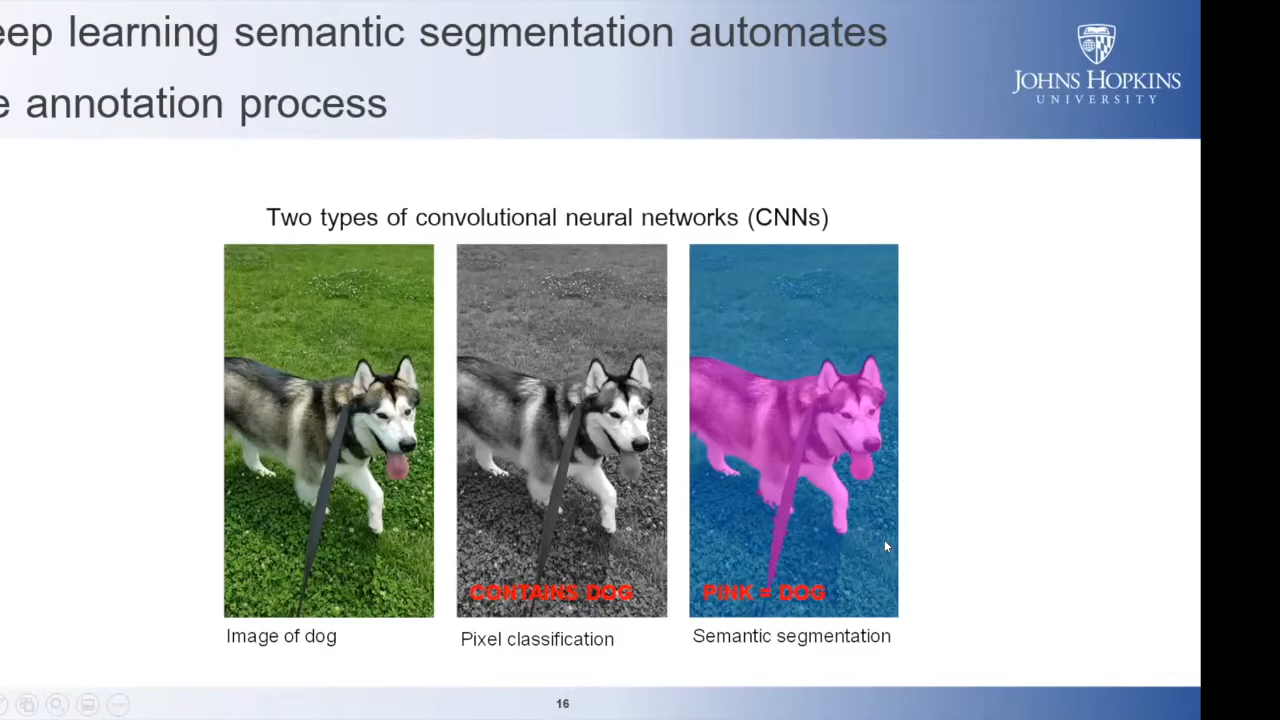 eep learning semantic segmentation automates
e annotation process
JOHNS HOPKINS
UNIVERSITY
Two types of convolutional neural networks (CNNs)
CONTAINS DOG
PINK = DOG
Image of dog
Pixel classification
Semantic segmentation
16